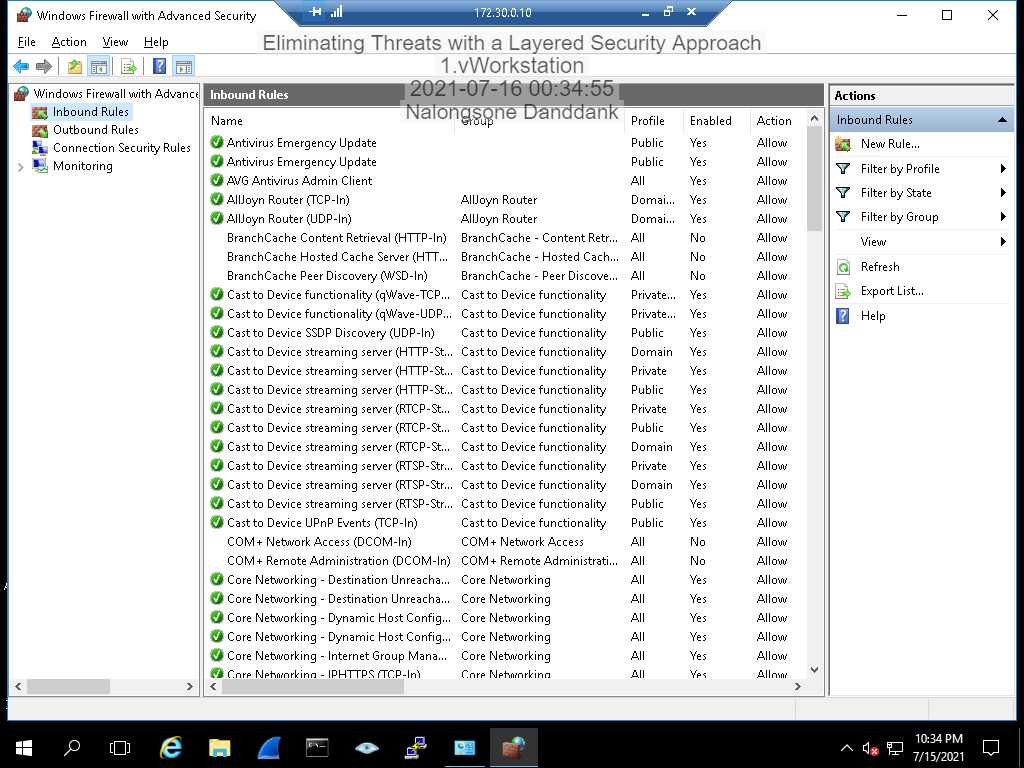 Windows Firewall with Advanced Security
172.30.0.10
File Action View Help
Eliminating Threats with a Layered Security Approach
1.vWorkstation
2021-07-16 00:34:55
Nalongsone Danddank
Windows Firewall with Advance
Inbound Rules
Outbound Rules
Connection Security Rules
Monitoring
Inbound Rules
Name Group Profile Enabled Action
Antivirus Emergency Update Public Yes Allow
Antivirus Emergency Update Public Yes Allow
AVG Antivirus Admin Client All Yes Allow
AllJoyn Router (TCP-In) AllJoyn Router Domai... Yes Allow
AllJoyn Router (UDP-In) AllJoyn Router Domai... Yes Allow
BranchCache Content Retrieval (HTTP-In) BranchCache - Content Retr... All No Allow
BranchCache Hosted Cache Server (HTT... BranchCache - Hosted Cach... All No Allow
BranchCache Peer Discovery (WSD-In) BranchCache - Peer Discove... All No Allow
Cast to Device functionality (qWave-TCP... Cast to Device functionality Private... Yes Allow
Cast to Device functionality (qWave-UDP... Cast to Device functionality Private... Yes Allow
Cast to Device SSDP Discovery (UDP-In) Cast to Device functionality Public Yes Allow
Cast to Device streaming server (HTTP-St... Cast to Device functionality Domain Yes Allow
Cast to Device streaming server (HTTP-St... Cast to Device functionality Private Yes Allow
Cast to Device streaming server (HTTP-St... Cast to Device functionality Public Yes Allow
Cast to Device streaming server (RTCP-St... Cast to Device functionality Private Yes Allow
Cast to Device streaming server (RTCP-St... Cast to Device functionality Public Yes Allow
Cast to Device streaming server (RTCP-St... Cast to Device functionality Domain Yes Allow
Cast to Device streaming server (RTSP-Str... Cast to Device functionality Private Yes Allow
Cast to Device streaming server (RTSP-Str... Cast to Device functionality Domain Yes Allow
Cast to Device streaming server (RTSP-Str... Cast to Device functionality Public Yes Allow
Cast to Device UPnP Events (TCP-In) Cast to Device functionality Public Yes Allow
COM+ Network Access (DCOM-In) COM+ Network Access All No Allow
COM+ Remote Administration (DCOM-In) COM+ Remote Administrati... All No Allow
Core Networking - Destination Unreacha... Core Networking All Yes Allow
Core Networking - Destination Unreacha... Core Networking All Yes Allow
Core Networking - Dynamic Host Config... Core Networking All Yes Allow
Core Networking - Dynamic Host Config... Core Networking All Yes Allow
Core Networking - Internet Group Mana... Core Networking All Yes Allow
Core Networking - IPHTTPS (TCP-In) Core Networking All Yes Allow
Actions
Inbound Rules
New Rule...
Filter by Profile
Filter by State
Filter by Group
View
Refresh
Export List...
Help
10:34 PM
7/15/2021